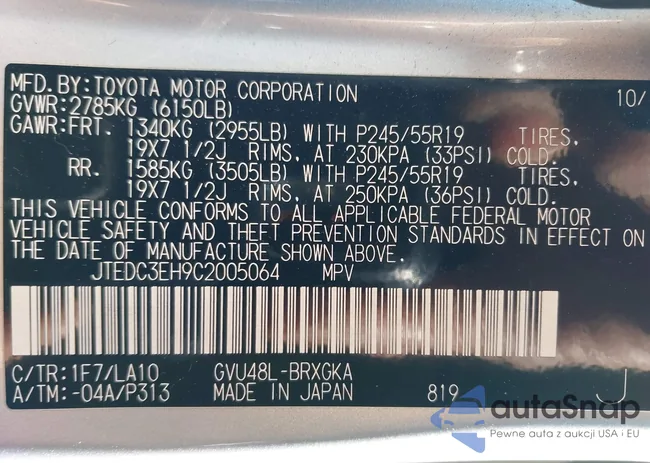 MFD. BY: TOYOTA MOTOR CORPORATION 10/
GVWR: 2785KG (6150LB)
GAWR: FRT. 1340KG (2955LB) WITH P245/55R19 TIRES,
19X7 1/2J RIMS, AT 230KPA (33PSI) COLD.
RR. 1585KG (3505LB) WITH P245/55R19 TIRES,
19X7 1/2J RIMS, AT 250KPA (36PSI) COLD.
THIS VEHICLE CONFORMS TO ALL APPLICABLE FEDERAL MOTOR
VEHICLE SAFETY AND THEFT PREVENTION STANDARDS IN EFFECT ON
THE DATE OF MANUFACTURE SHOWN ABOVE.
JTEDC3EH9C2005064 MPV
C/TR: 1F7/LA10 GVU48L-BRXGKA
A/TM: -04A/P313 MADE IN JAPAN 819 J
autaSnap
Pewne auta z aukcji USA i EU